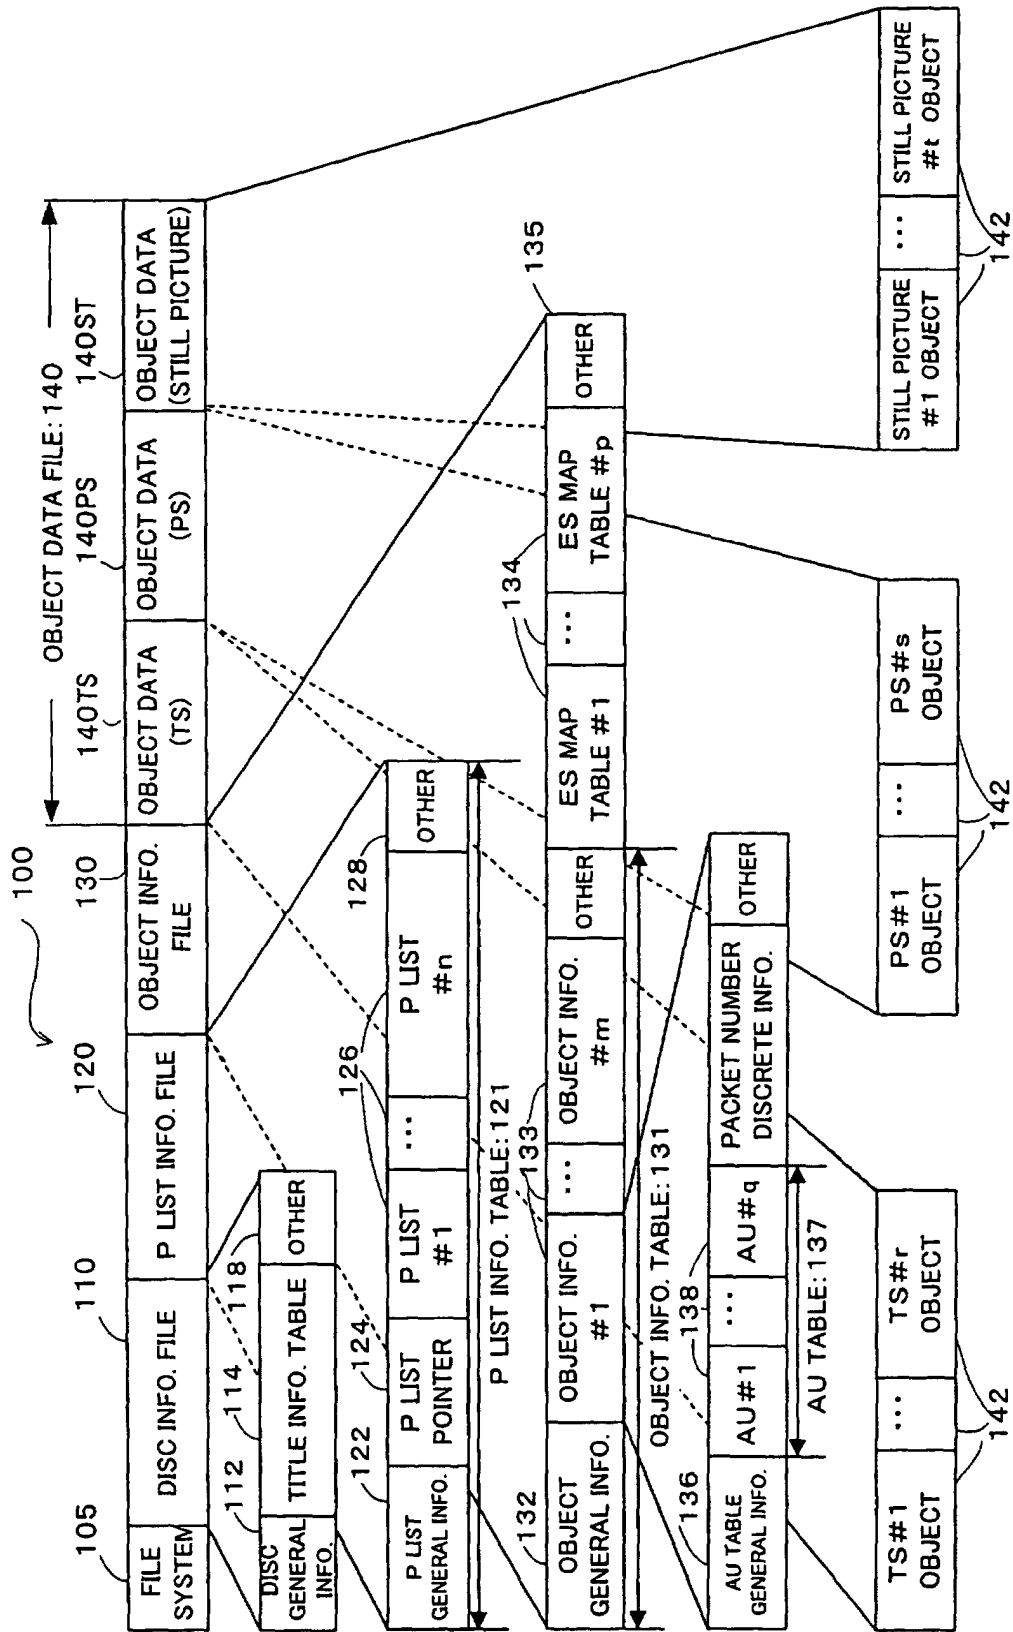 100
OBJECT DATA FILE:140
105
110
120
130
140TS
140PS
140ST
FILE
SYSTEM
DISC INFO. FILE
P LIST INFO. FILE
OBJECT INFO.
FILE
OBJECT DATA
(TS)
OBJECT DATA
(PS)
OBJECT DATA
(STILL PICTURE)
112
114
118
DISC
GENERAL
INFO.
TITLE INFO. TABLE
OTHER
122
124
126
128
P LIST
GENERAL INFO.
P LIST
POINTER
P LIST
#1
...
P LIST
#n
OTHER
P LIST INFO. TABLE:121
132
133
134
135
OBJECT
GENERAL INFO.
OBJECT INFO.
#1
...
OBJECT INFO.
#m
OTHER
ES MAP
TABLE #1
...
ES MAP
TABLE #p
OTHER
OBJECT INFO. TABLE:131
136
138
AU TABLE
GENERAL INFO.
AU#1
...
AU#q
PACKET NUMBER
DISCRETE INFO.
OTHER
AU TABLE:137
TS#1
OBJECT
...
TS#r
OBJECT
142
PS#1
OBJECT
...
PS#s
OBJECT
142
STILL PICTURE
#1 OBJECT
...
STILL PICTURE
#t OBJECT
142